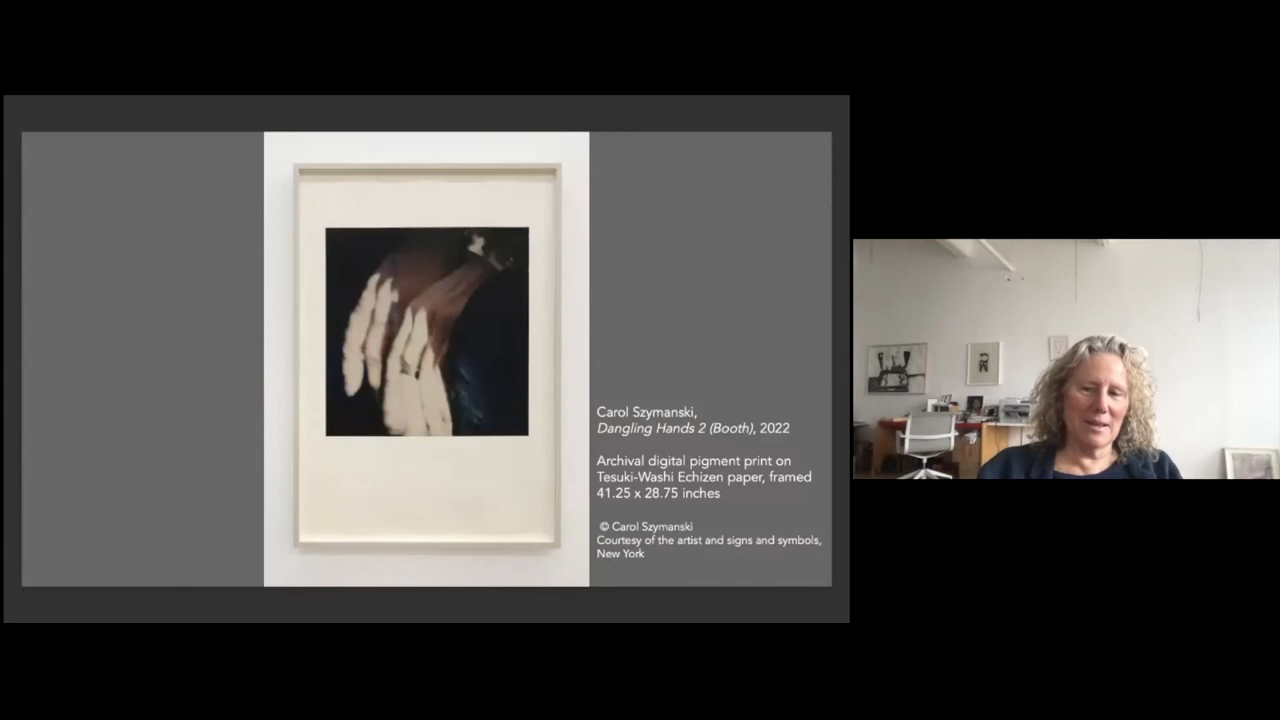 Carol Szymanski,
Dangling Hands 2 (Booth), 2022
Archival digital pigment print on
Tesuki-Washi Echizen paper, framed
41.25 x 28.75 inches
© Carol Szymanski
Courtesy of the artist and signs and symbols,
New York